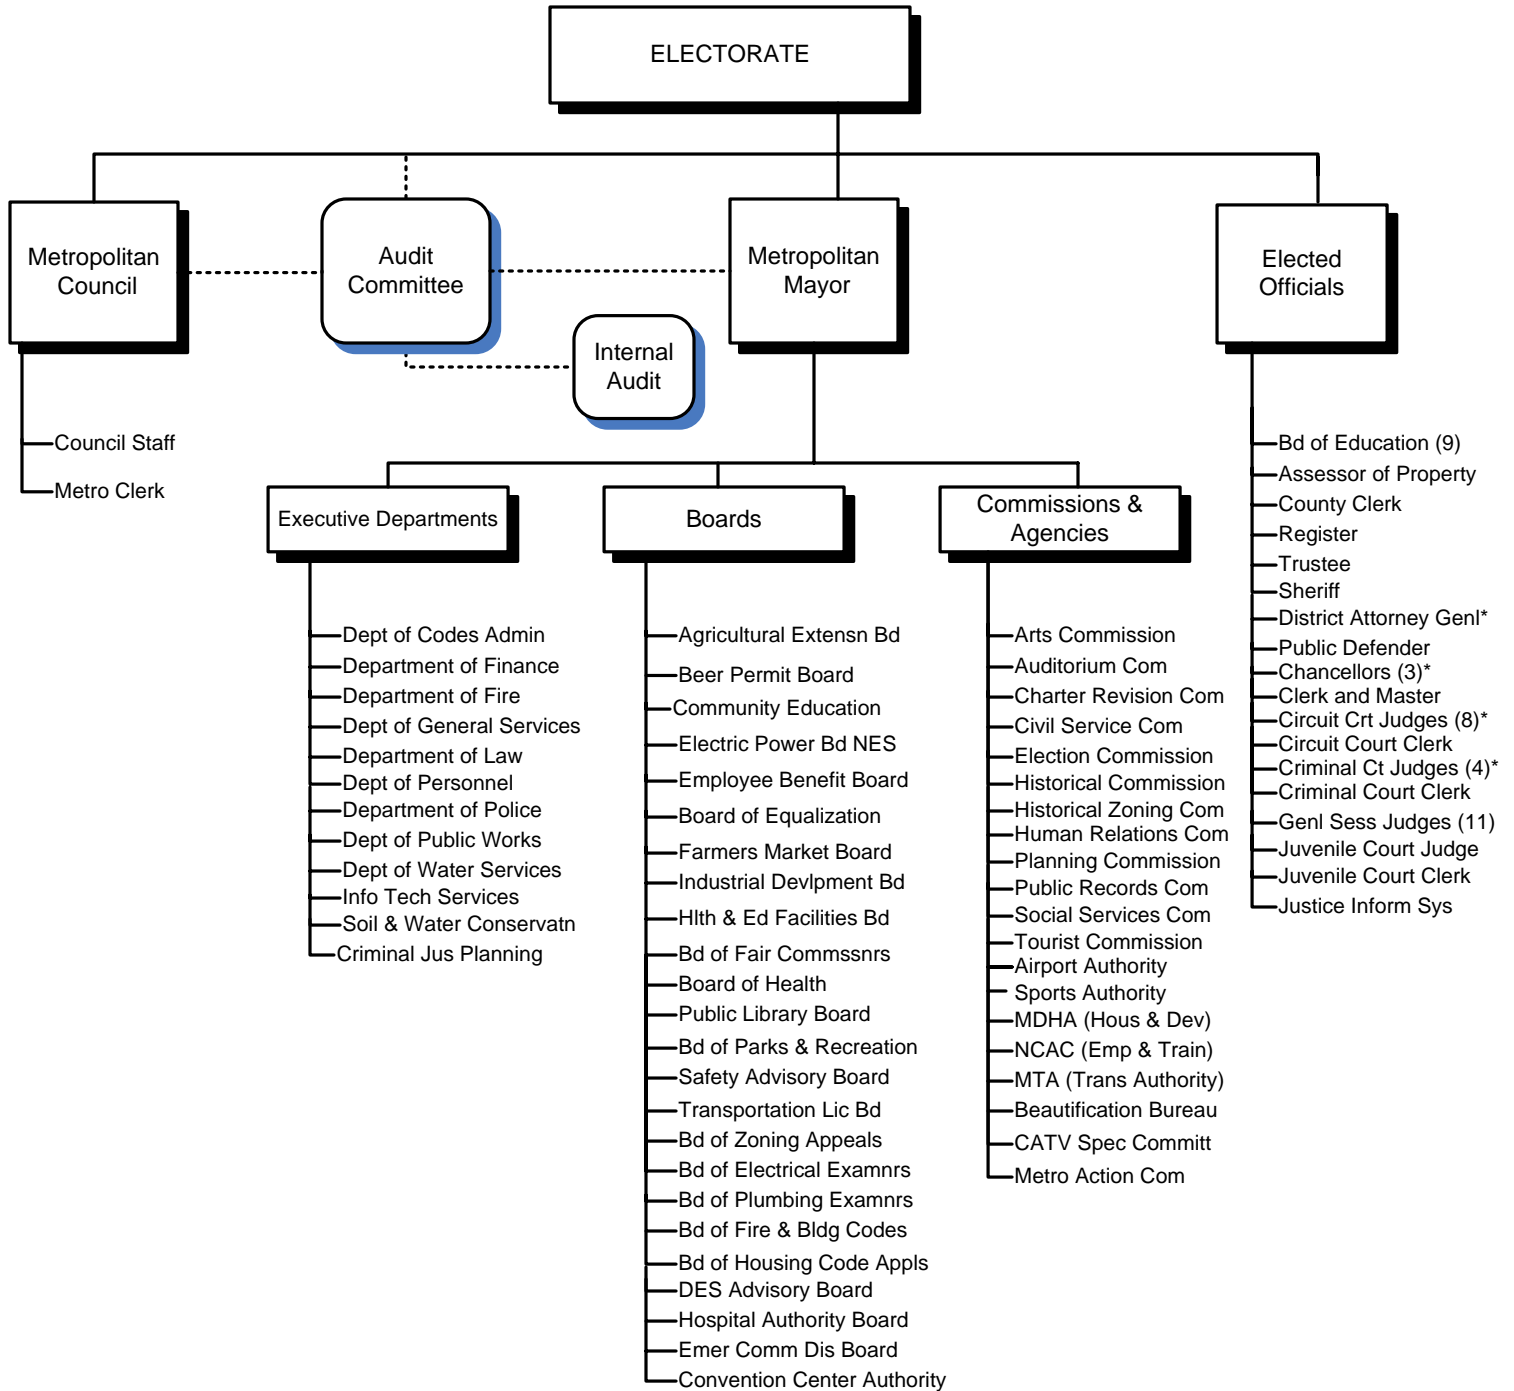 ELECTORATE
Metropolitan
Council
Audit
Committee
Metropolitan
Mayor
Elected
Officials
Internal
Audit
Council Staff
Metro Clerk
Executive Departments
Dept of Codes Admin
Department of Finance
Department of Fire
Dept of General Services
Department of Law
Dept of Personnel
Department of Police
Dept of Public Works
Dept of Water Services
Info Tech Services
Soil & Water Conservatn
Criminal Jus Planning
Boards
Agricultural Extensn Bd
Beer Permit Board
Community Education
Electric Power Bd NES
Employee Benefit Board
Board of Equalization
Farmers Market Board
Industrial Devlpment Bd
Hlth & Ed Facilities Bd
Bd of Fair Commssnrs
Board of Health
Public Library Board
Bd of Parks & Recreation
Safety Advisory Board
Transportation Lic Bd
Bd of Zoning Appeals
Bd of Electrical Examnrs
Bd of Plumbing Examnrs
Bd of Fire & Bldg Codes
Bd of Housing Code Appls
DES Advisory Board
Hospital Authority Board
Emer Comm Dis Board
Convention Center Authority
Commissions &
Agencies
Arts Commission
Auditorium Com
Charter Revision Com
Civil Service Com
Election Commission
Historical Commission
Historical Zoning Com
Human Relations Com
Planning Commission
Public Records Com
Social Services Com
Tourist Commission
Airport Authority
Sports Authority
MDHA (Hous & Dev)
NCAC (Emp & Train)
MTA (Trans Authority)
Beautification Bureau
CATV Spec Committ
Metro Action Com
Bd of Education (9)
Assessor of Property
County Clerk
Register
Trustee
Sheriff
District Attorney Genl*
Public Defender
Chancellors (3)*
Clerk and Master
Circuit Crt Judges (8)*
Circuit Court Clerk
Criminal Ct Judges (4)*
Criminal Court Clerk
Genl Sess Judges (11)
Juvenile Court Judge
Juvenile Court Clerk
Justice Inform Sys